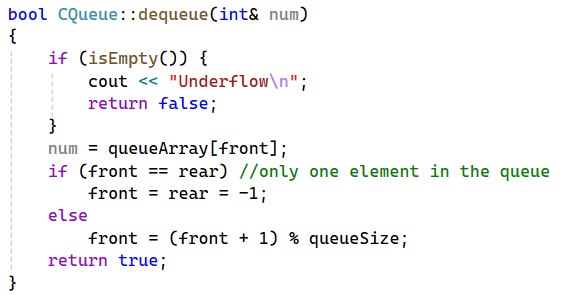 bool CQueue::dequeue(int& num)
{
    if (isEmpty()) {
        cout << "Underflow\n";
        return false;
    }
    num = queueArray[front];
    if (front == rear) //only one element in the queue
        front = rear = -1;
    else
        front = (front + 1) % queueSize;
    return true;
}